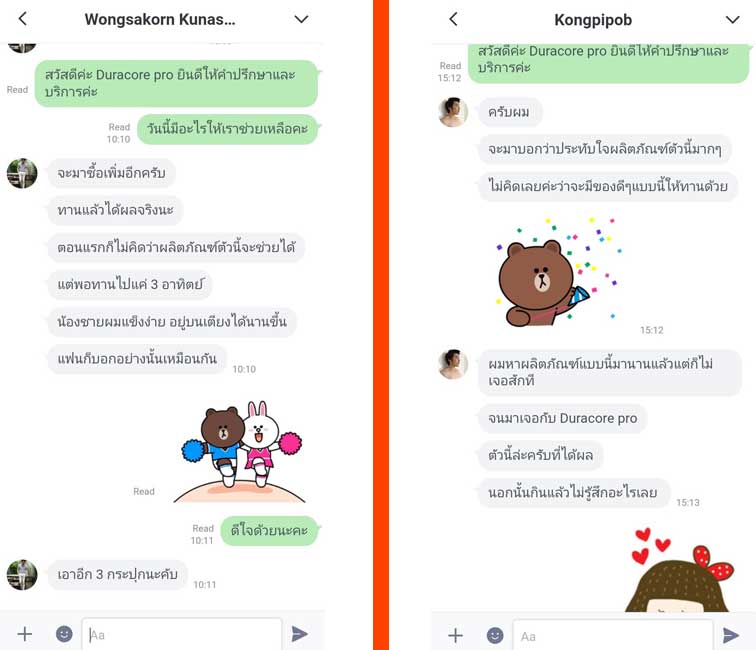 Wongsakorn Kunas...
สวัสดีค่ะ Duracore pro ยินดีให้คำปรึกษาและ
บริการค่ะ
Read
วันนี้มีอะไรให้เราช่วยเหลือคะ
Read
10:10
จะมาซื้อเพิ่มอีกครับ
ทานแล้วได้ผลจริงนะ
ตอนแรกก็ไม่คิดว่าผลิตภัณฑ์ตัวนี้จะช่วยได้
แต่พอทานไปแค่ 3 อาทิตย์
น้องชายผมแข็งง่าย อยู่บนเตียงได้นานขึ้น
แฟนก็บอกอย่างนั้นเหมือนกัน
10:10
Read
ดีใจด้วยนะคะ
Read
10:11
เอาอีก 3 กระปุกนะคับ
10:11
Aa
Kongpipob
สวัสดีค่ะ Duracore pro ยินดีให้คำปรึกษาและ
บริการค่ะ
Read
15:12
ครับผม
จะมาบอกว่าประทับใจผลิตภัณฑ์ตัวนี้มากๆ
ไม่คิดเลยค่ะว่าจะมีของดีๆแบบนี้ให้ทานด้วย
15:12
ผมหาผลิตภัณฑ์แบบนี้มานานแล้วแต่ก็ไม่
เจอสักที
จนมาเจอกับ Duracore pro
ตัวนี้ล่ะครับที่ได้ผล
นอกนั้นกินแล้วไม่รู้สึกอะไรเลย
15:13
Aa